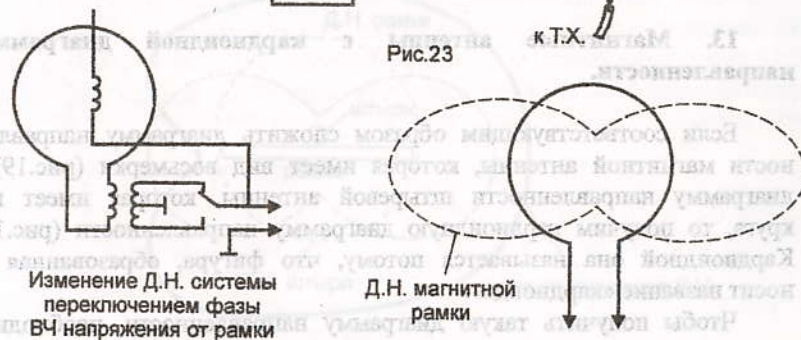 Рис.23
к Т.Х.
13. Магнитные антенны с кардиоидной диаграммой
направленности.
Если соответствующим образом сложить диаграмму
ности магнитной антенны, которая имеет вид восьмерки
диаграмму направленности штыревой антенны, которая имеет
круга, то получим кардиоидную диаграмму направленности
Кардиоидной она называется потому, что фигура, образованная
носит название
Чтобы получить такую диаграмму направленности,
Изменение Д.Н. системы
переключением фазы
ВЧ напряжения от рамки
Д.Н. магнитной
рамки